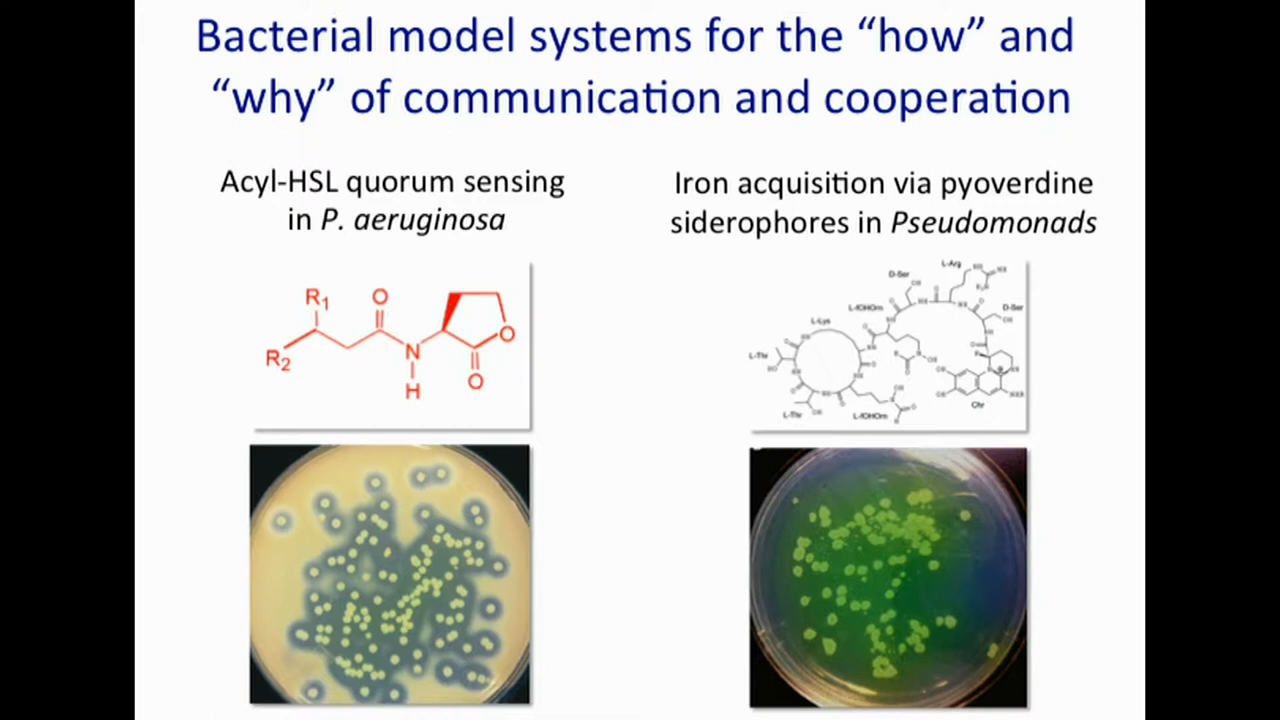 Bacterial model systems for the “how” and
“why” of communication and cooperation
Acyl-HSL quorum sensing
in P. aeruginosa
Iron acquisition via pyoverdine
siderophores in Pseudomonads
R1
O
R2
N
H
O
O
L-Arg
D-Ser
L-fOHOrn
D-Ser
L-Lys
L-Thr
L-Thr
L-fOHOrn
Chr